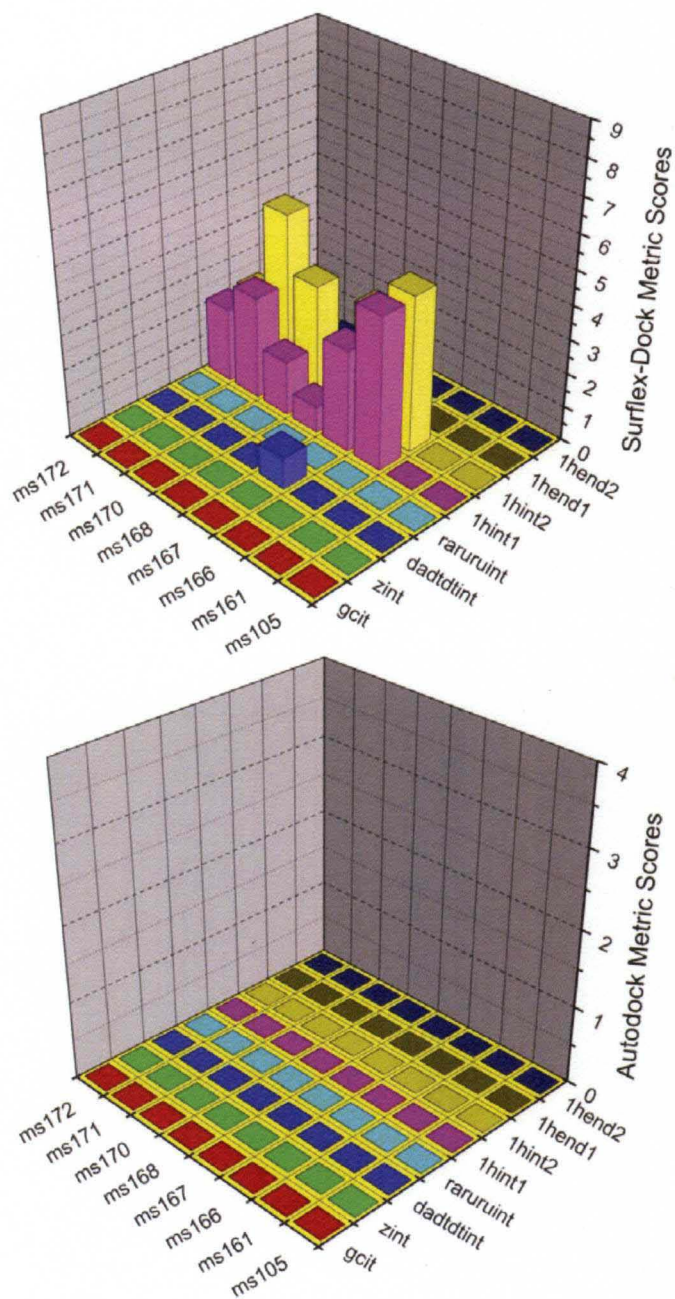 9
8
7
6
5
4
3
2
1
0
Surflex-Dock Metric Scores
ms172
ms171
ms170
ms168
ms167
ms166
ms161
ms105
gcit
zint
dadtdtint
raruruint
1hint1
1hint2
1hend1
1hend2
4
3
2
1
0
Autodock Metric Scores
ms172
ms171
ms170
ms168
ms167
ms166
ms161
ms105
gcit
zint
dadtdtint
raruruint
1hint1
1hint2
1hend1
1hend2